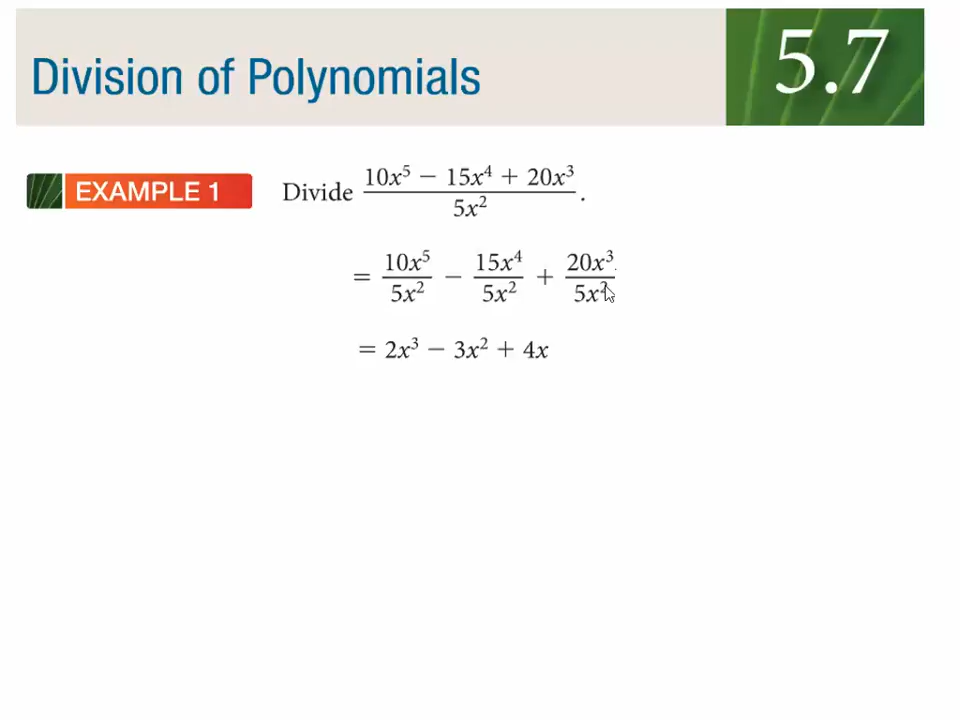 Division of Polynomials 5.7
EXAMPLE 1 Divide (10x⁵ − 15x⁴ + 20x³)/(5x²).
= 10x⁵/5x² − 15x⁴/5x² + 20x³/5x²
= 2x³ − 3x² + 4x